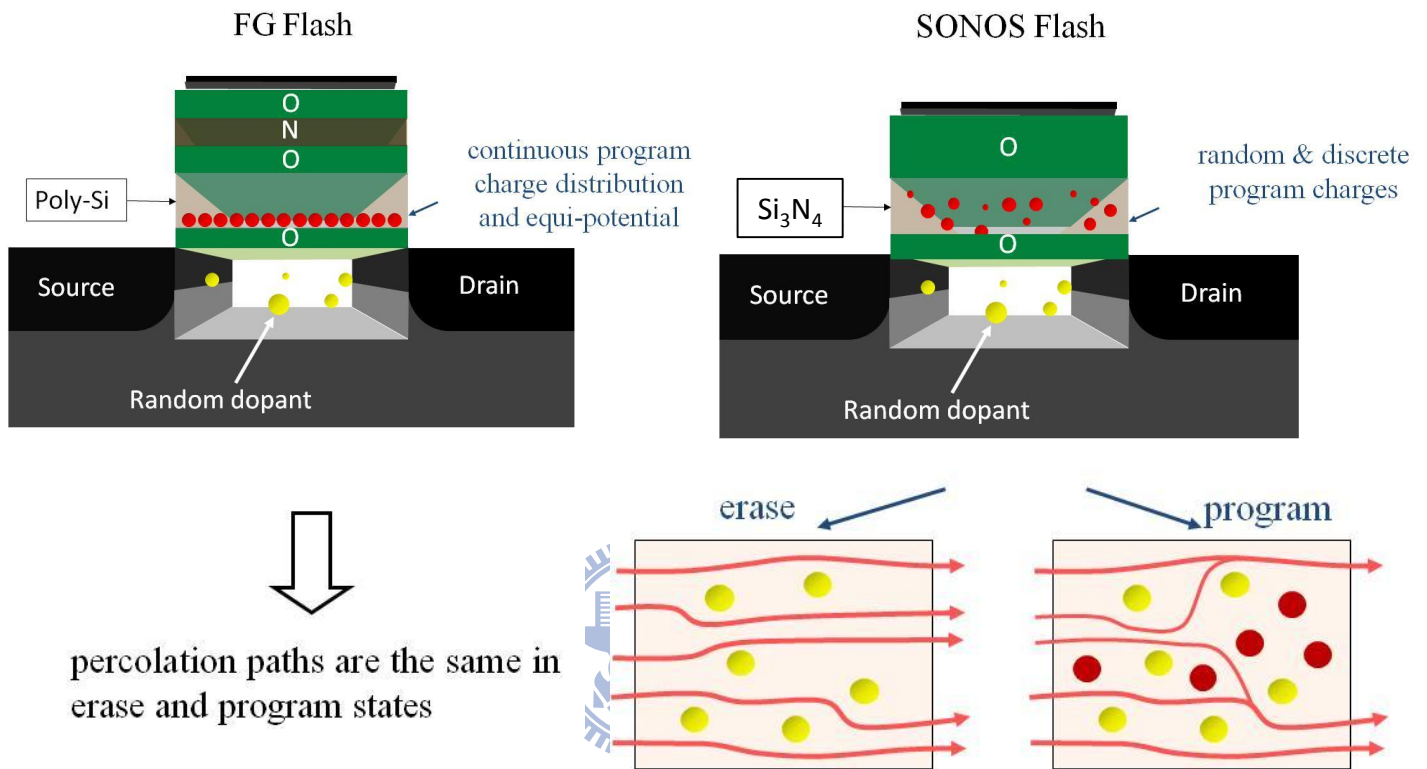 FG Flash
O
N
O
Poly-Si
continuous program
charge distribution
and equi-potential
O
Source
Drain
Random dopant
percolation paths are the same in
erase and program states
SONOS Flash
O
random & discrete
program charges
Si₃N₄
O
Source
Drain
Random dopant
erase
program